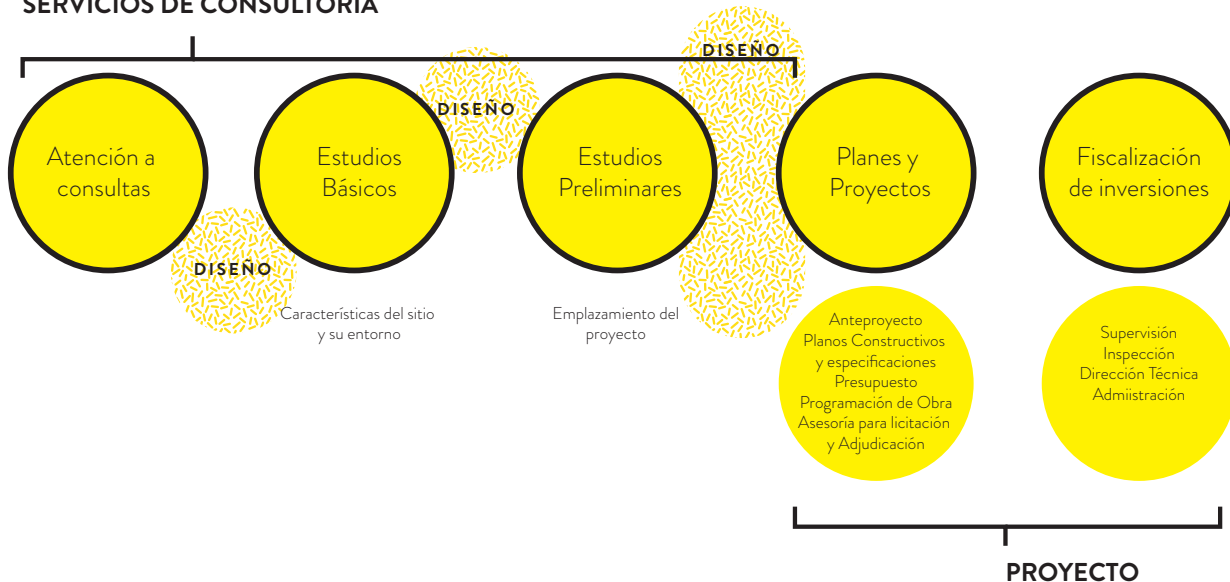 SERVICIOS DE CONSULTORÍA
DISEÑO
DISEÑO
Atención a
consultas
Estudios
Básicos
Estudios
Preliminares
Planes y
Proyectos
Fiscalización
de inversiones
DISEÑO
Características del sitio
y su entorno
Emplazamiento del
proyecto
Anteproyecto
Planos Constructivos
y especificaciones
Presupuesto
Programación de Obra
Asesoría para licitación
y Adjudicación
Supervisión
Inspección
Dirección Técnica
Admiistración
PROYECTO